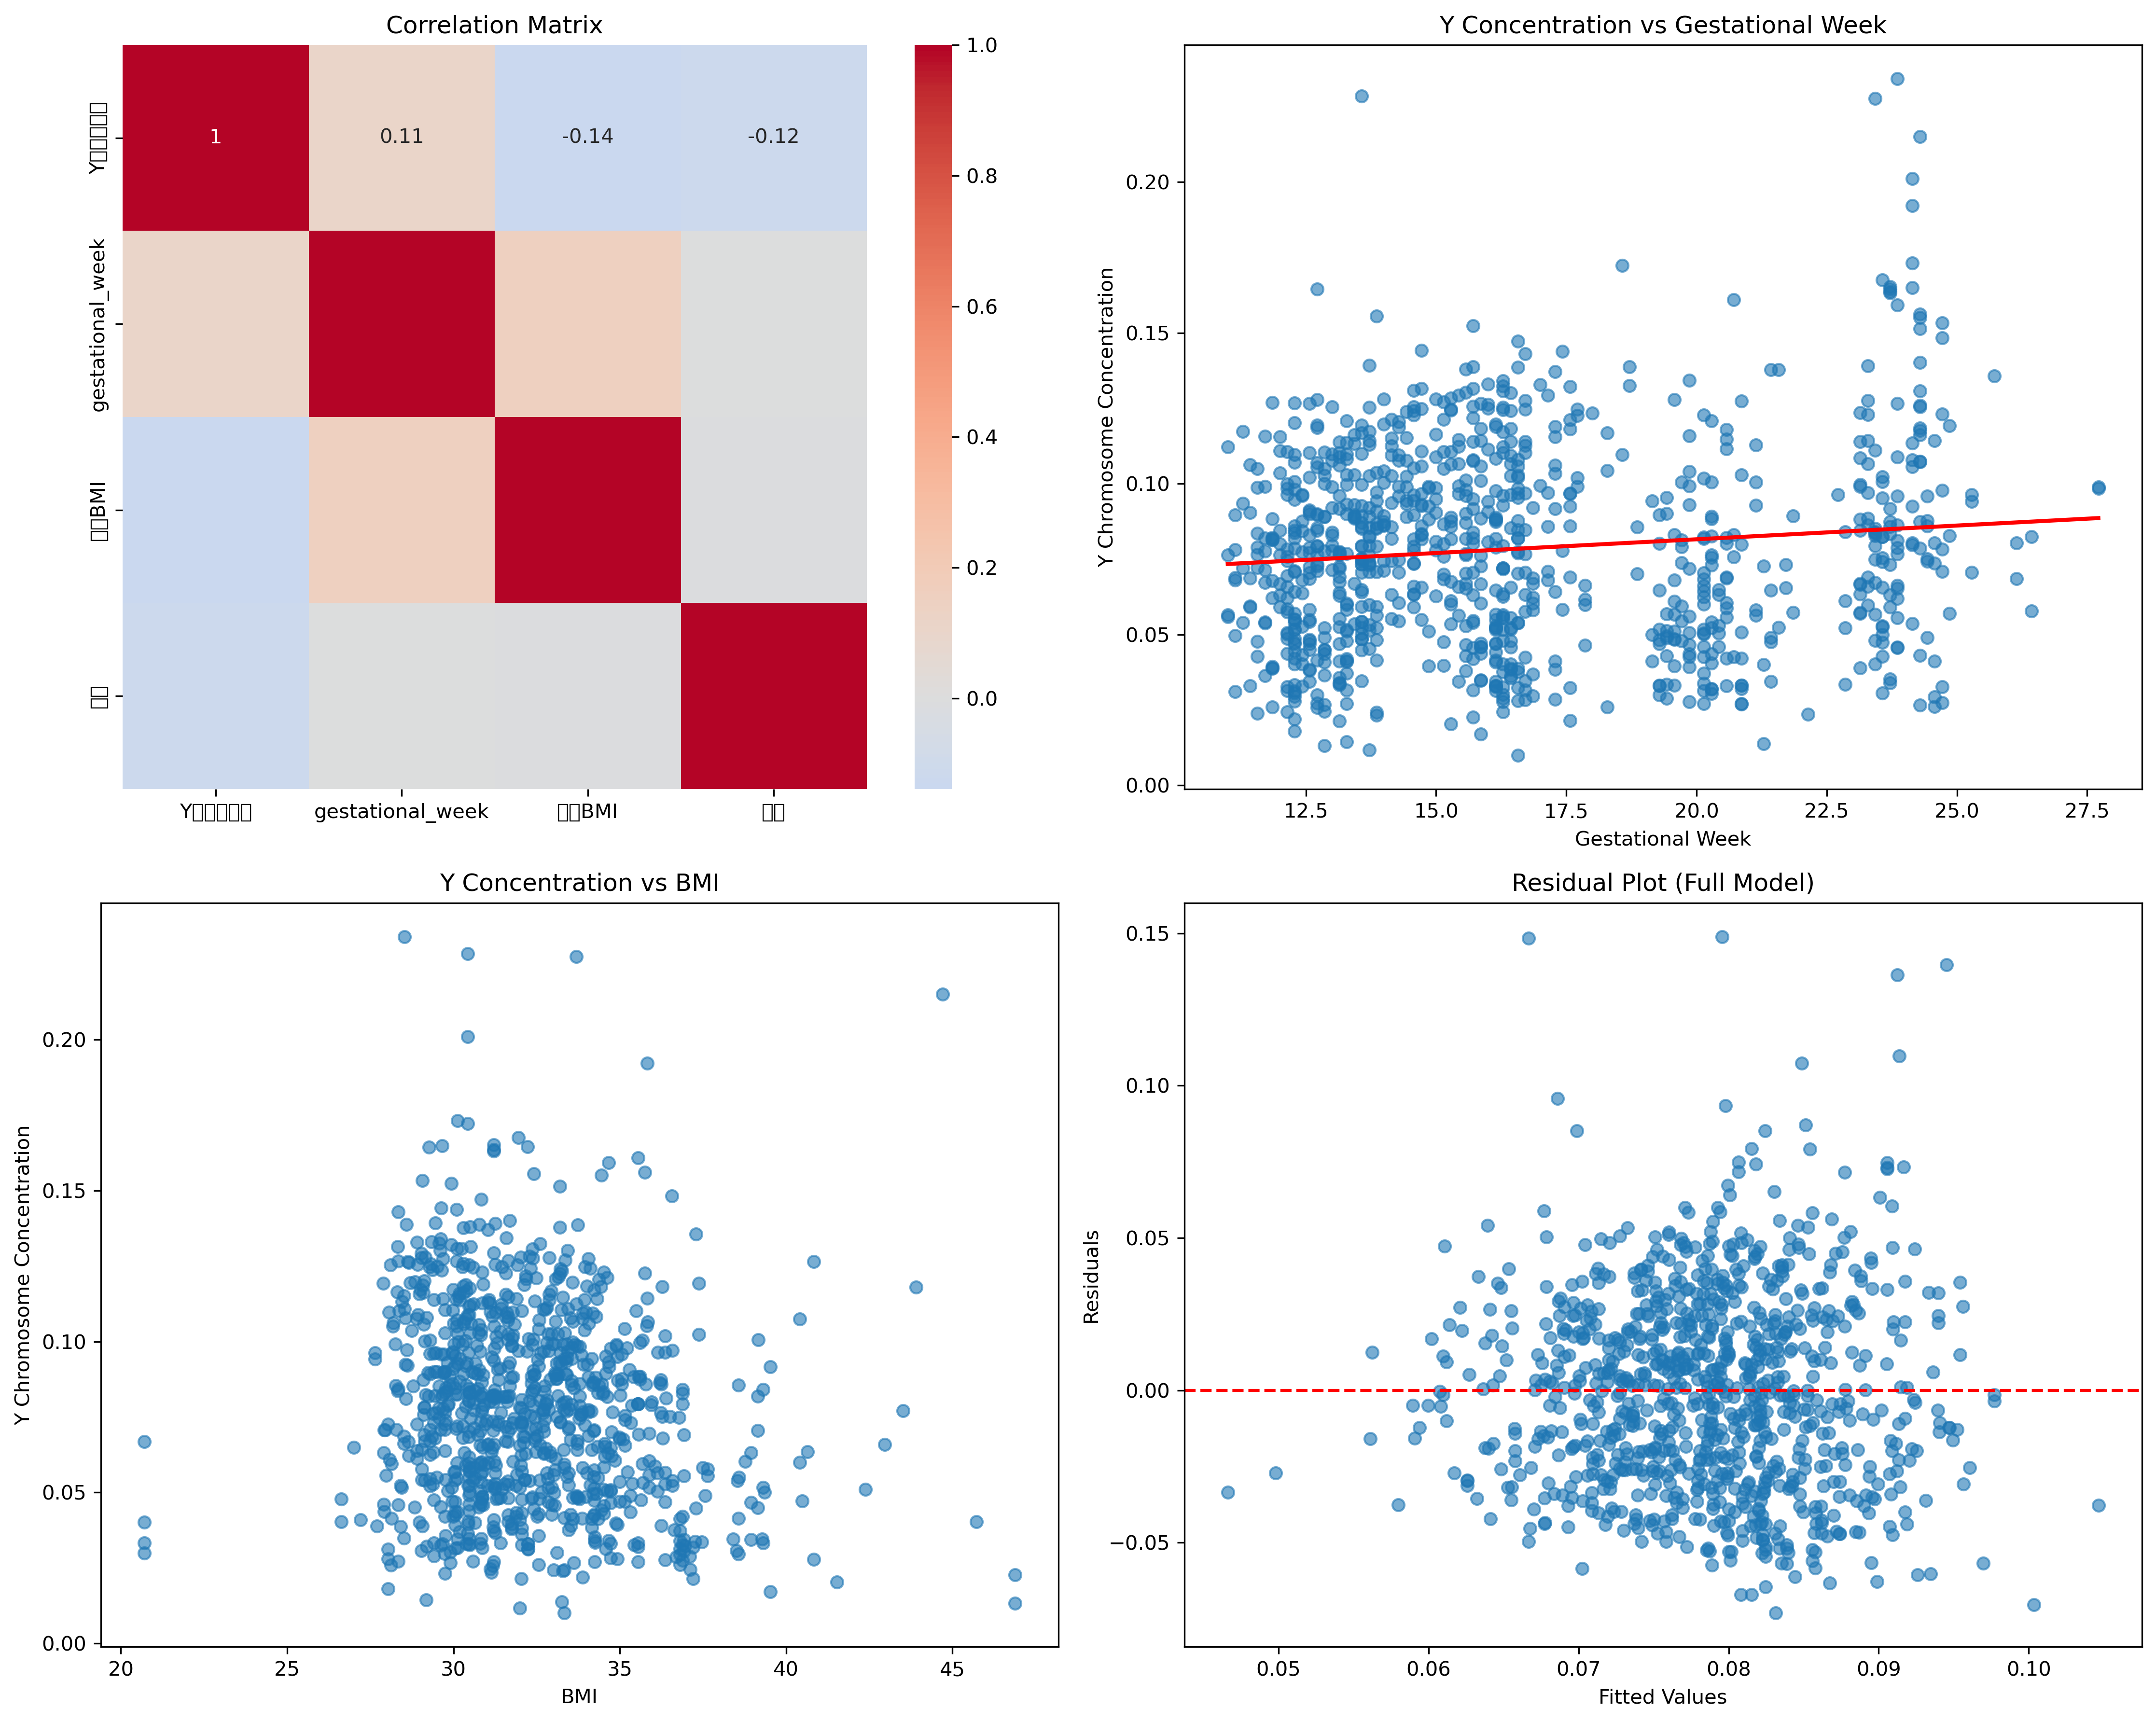 Correlation Matrix
1 0.11 -0.14 -0.12
Y
gestational_week
BMI
Y gestational_week BMI
1.0
0.8
0.6
0.4
0.2
0.0
Y Concentration vs Gestational Week
Y Chromosome Concentration
0.20
0.15
0.10
0.05
0.00
12.5 15.0 17.5 20.0 22.5 25.0 27.5
Gestational Week
Y Concentration vs BMI
Y Chromosome Concentration
0.20
0.15
0.10
0.05
0.00
20 25 30 35 40 45
BMI
Residual Plot (Full Model)
Residuals
0.15
0.10
0.05
0.00
−0.05
0.05 0.06 0.07 0.08 0.09 0.10
Fitted Values